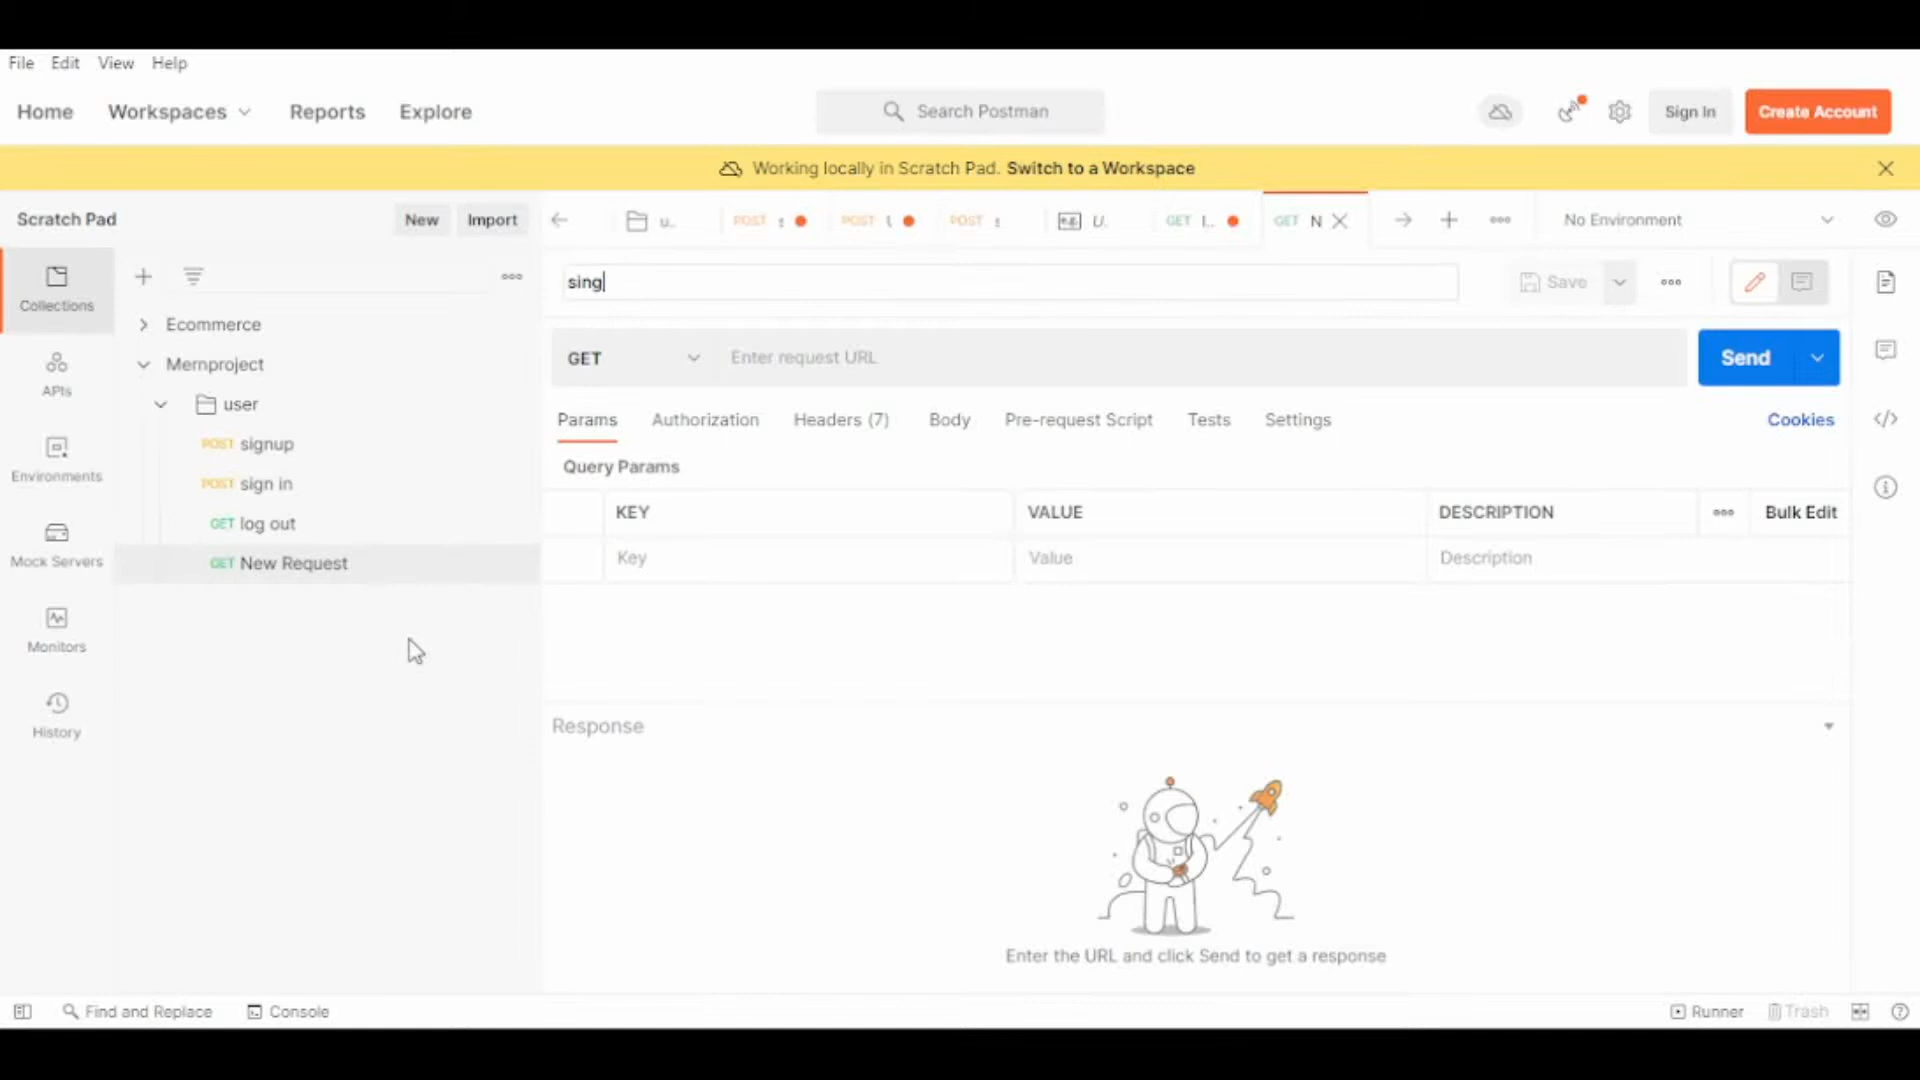 File Edit View Help
Home Workspaces Reports Explore Search Postman Sign In Create Account
Working locally in Scratch Pad. Switch to a Workspace
Scratch Pad New Import
u.. POST POST POST U. GET l.. GET N No Environment
sing Save
Collections
Ecommerce
Mernproject
GET Enter request URL Send
APIs
user
Params Authorization Headers (7) Body Pre-request Script Tests Settings Cookies
POST signup
Environments
Query Params
POST sign in
KEY VALUE DESCRIPTION Bulk Edit
GET log out
Mock Servers
Key Value Description
GET New Request
Monitors
History
Response
Enter the URL and click Send to get a response
Find and Replace Console Runner Trash